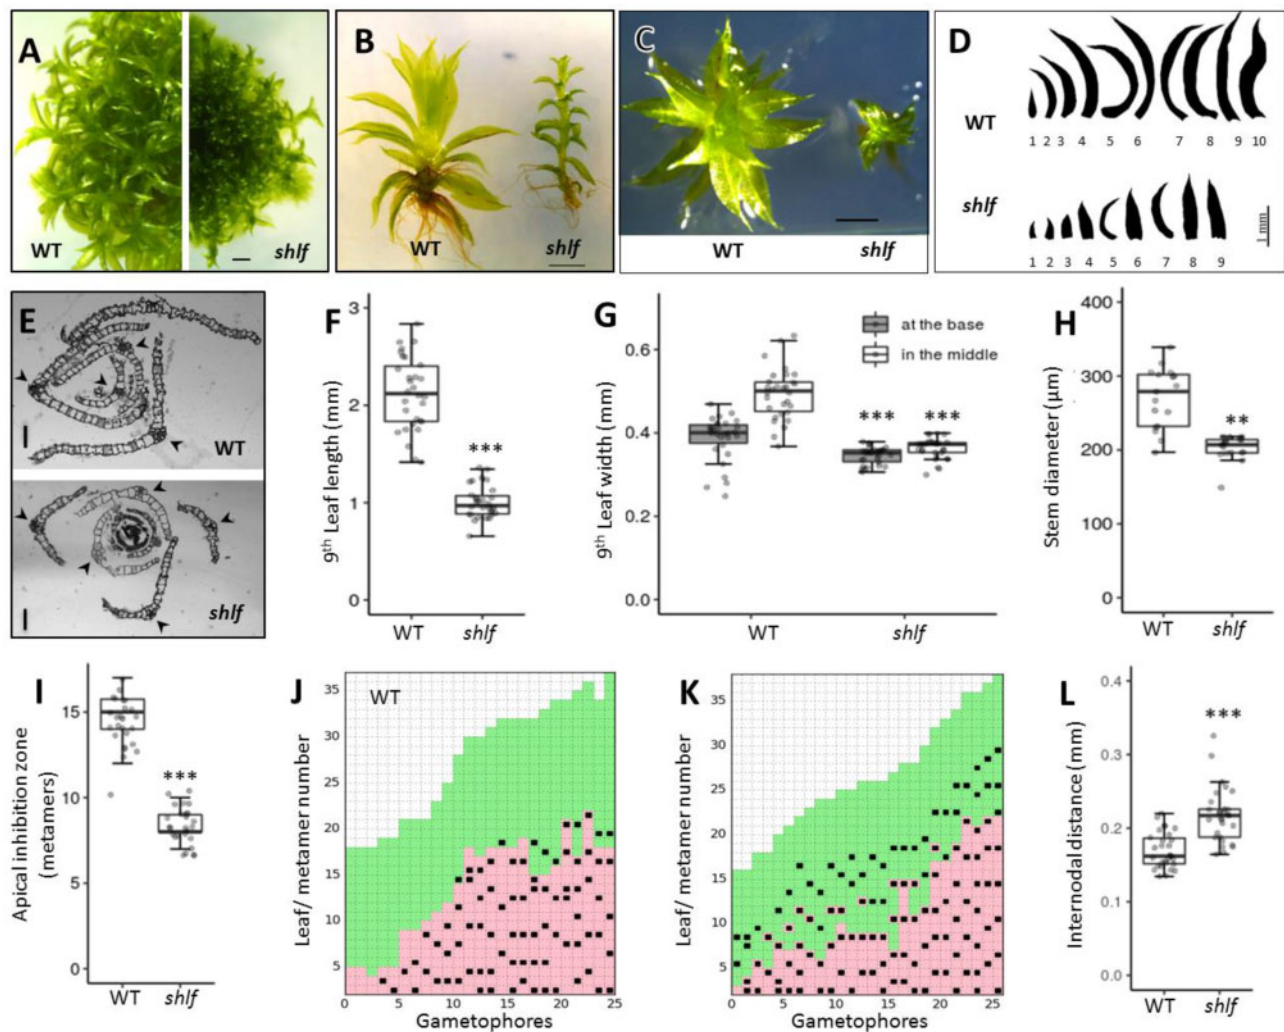 A
WT
shlf
B
WT
shlf
C
WT
shlf
D
WT
1 2 3 4 5 6 7 8 9 10
shlf
1 2 3 4 5 6 7 8 9
1 mm
E
WT
shlf
F
9th Leaf length (mm)
3
2
1
0
***
WT shlf
G
9th Leaf width (mm)
0.6
0.4
0.2
0.0
at the base
in the middle
*** ***
WT shlf
H
Stem diameter (µm)
400
300
200
100
0
**
WT shlf
I
Apical inhibition zone
(metamers)
15
10
5
0
***
WT shlf
J
WT
Leaf/ metamer number
35
30
25
20
15
10
5
0 5 10 15 20 25
Gametophores
K
Leaf/ metamer number
35
30
25
20
15
10
5
0 5 10 15 20 25
Gametophores
L
Internodal distance (mm)
0.4
0.3
0.2
0.1
0.0
***
WT shlf